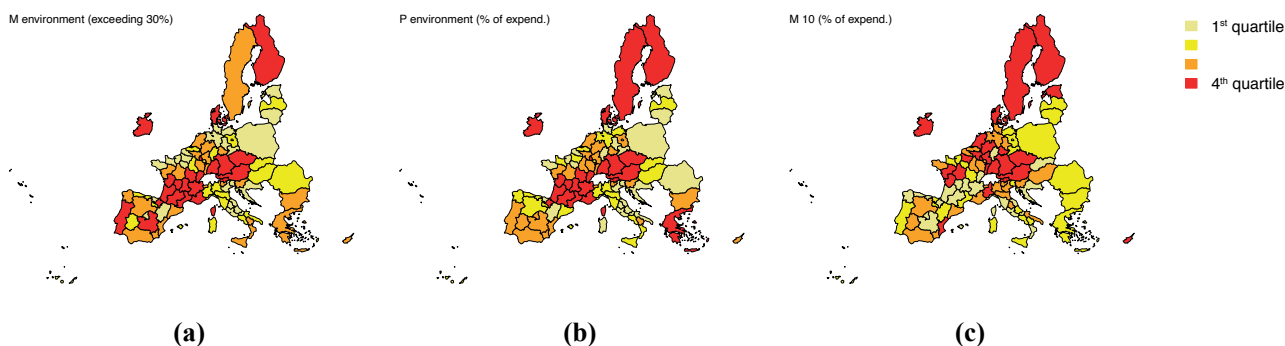 M environment (exceeding 30%)
P environment (% of expend.)
M 10 (% of expend.)
1st quartile
4th quartile
(a)
(b)
(c)